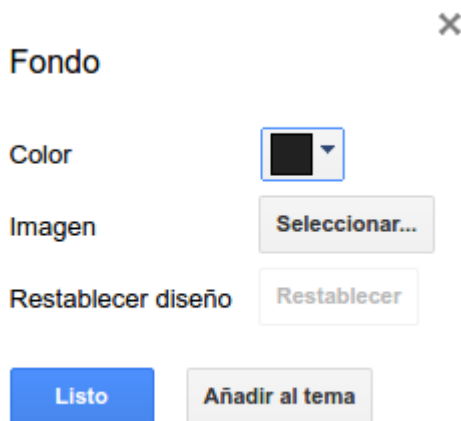 Fondo
Color
Imagen Seleccionar...
Restablecer diseño Restablecer
Listo Añadir al tema